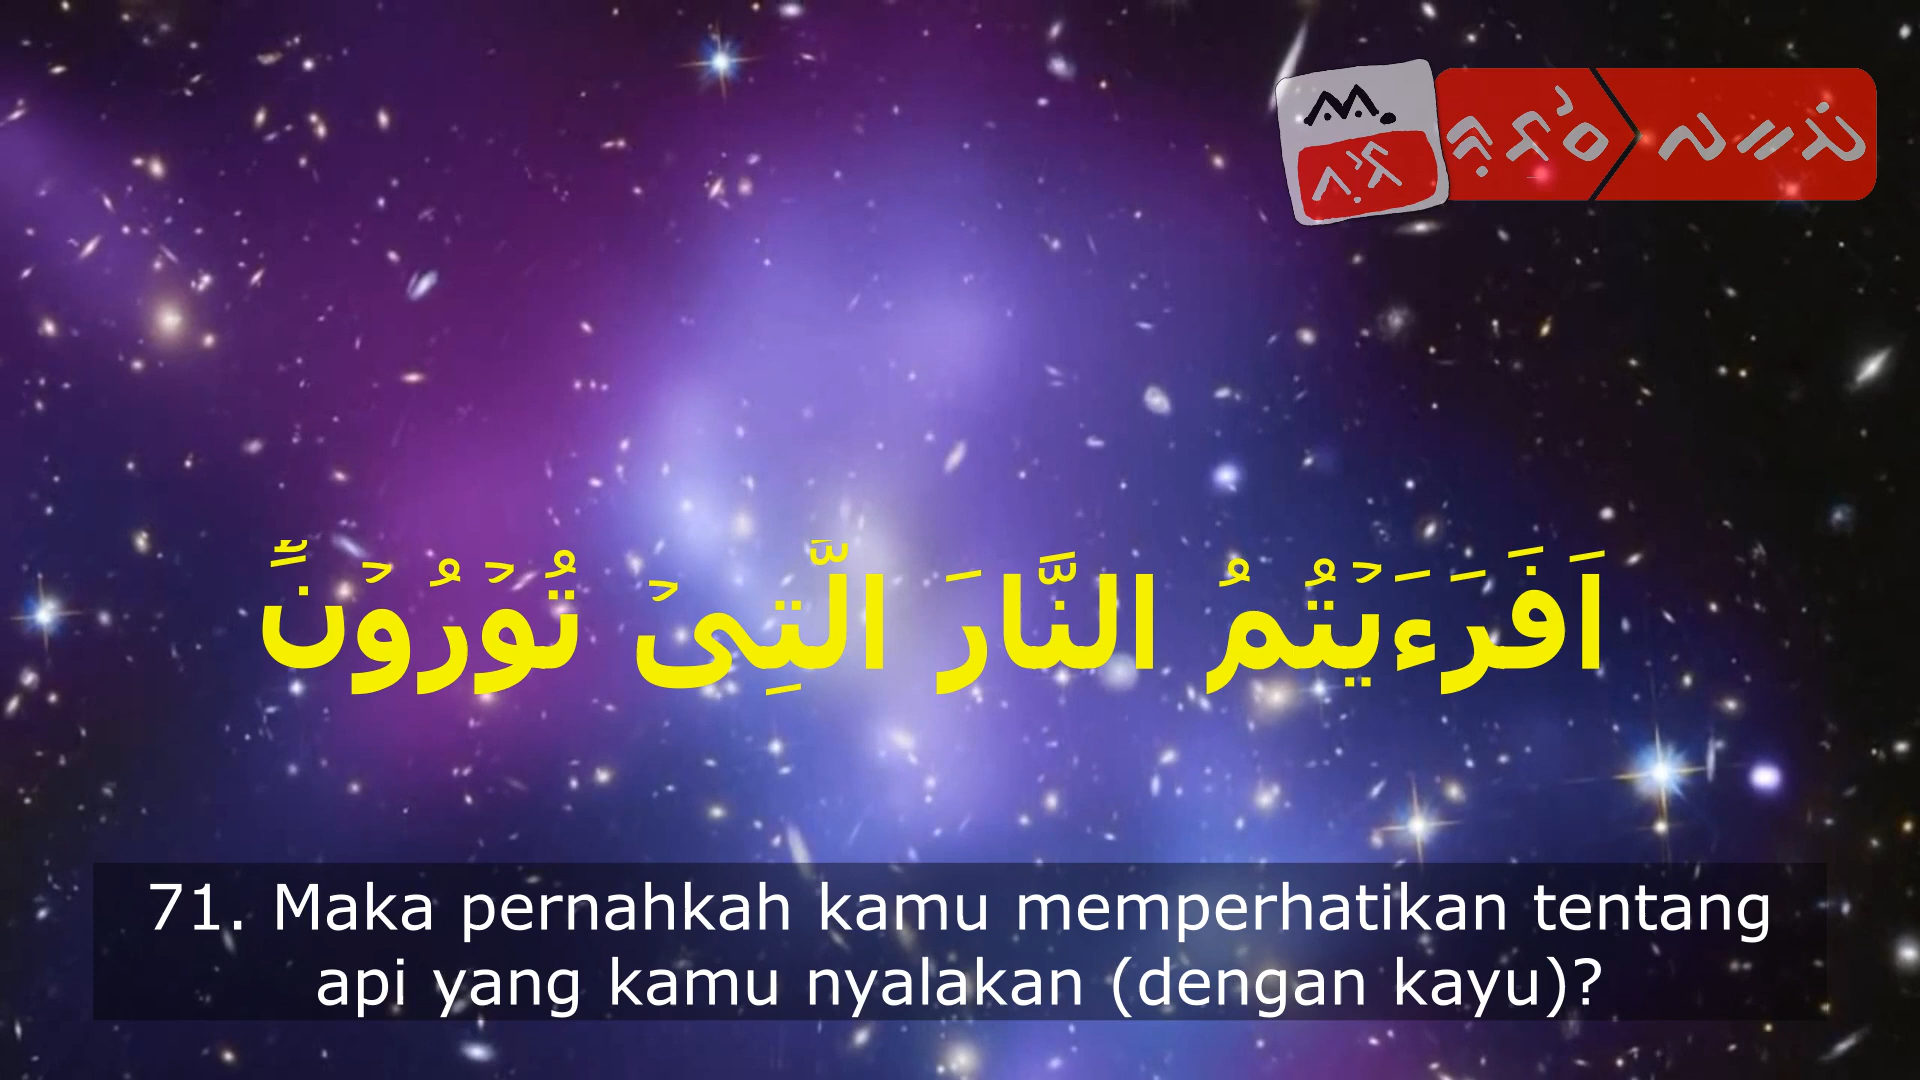 اَفَرَءَيۡتُمُ النَّارَ الَّتِىۡ تُوۡرُوۡنَؕ
71. Maka pernahkah kamu memperhatikan tentang
api yang kamu nyalakan (dengan kayu)?